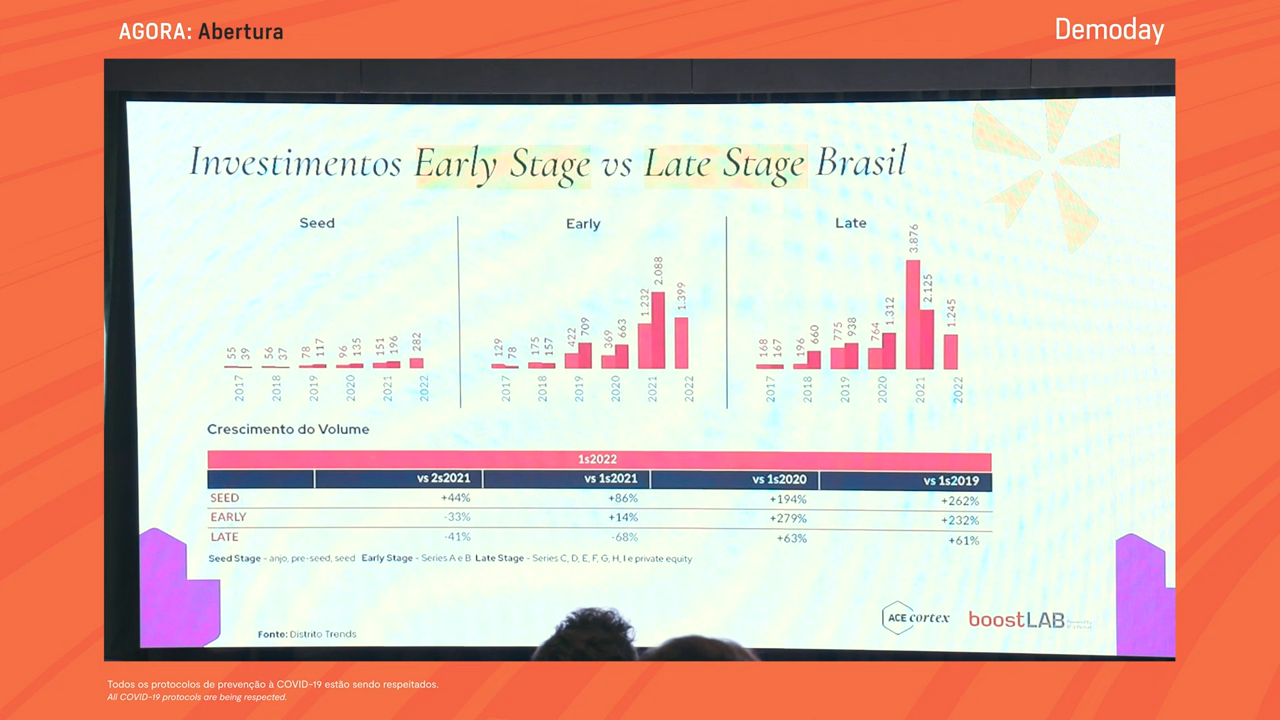 AGORA: Abertura
Demoday
Investimentos Early Stage vs Late Stage Brasil
Seed
Early
Late
55 39 56 37 78 117 96 135 151 196 282
2017 2018 2019 2020 2021 2022
129 78 175 157 422 709 369 663 1.232 2.088 1.399
2017 2018 2019 2020 2021 2022
168 167 196 660 775 938 764 1.312 3.876 2.125 1.245
2017 2018 2019 2020 2021 2022
Crescimento do Volume
1s2022
vs 2s2021 vs 1s2021 vs 1s2020 vs 1s2019
SEED +44% +86% +194% +262%
EARLY -33% +14% +279% +232%
LATE -41% -68% +63% +61%
Seed Stage - anjo, pre-seed, seed Early Stage - Series A e B Late Stage - Series C, D, E, F, G, H, I e private equity
Fonte: Distrito Trends
ACE cortex
boostLAB
Todos os protocolos de prevenção à COVID-19 estão sendo respeitados.
All COVID-19 protocols are being respected.